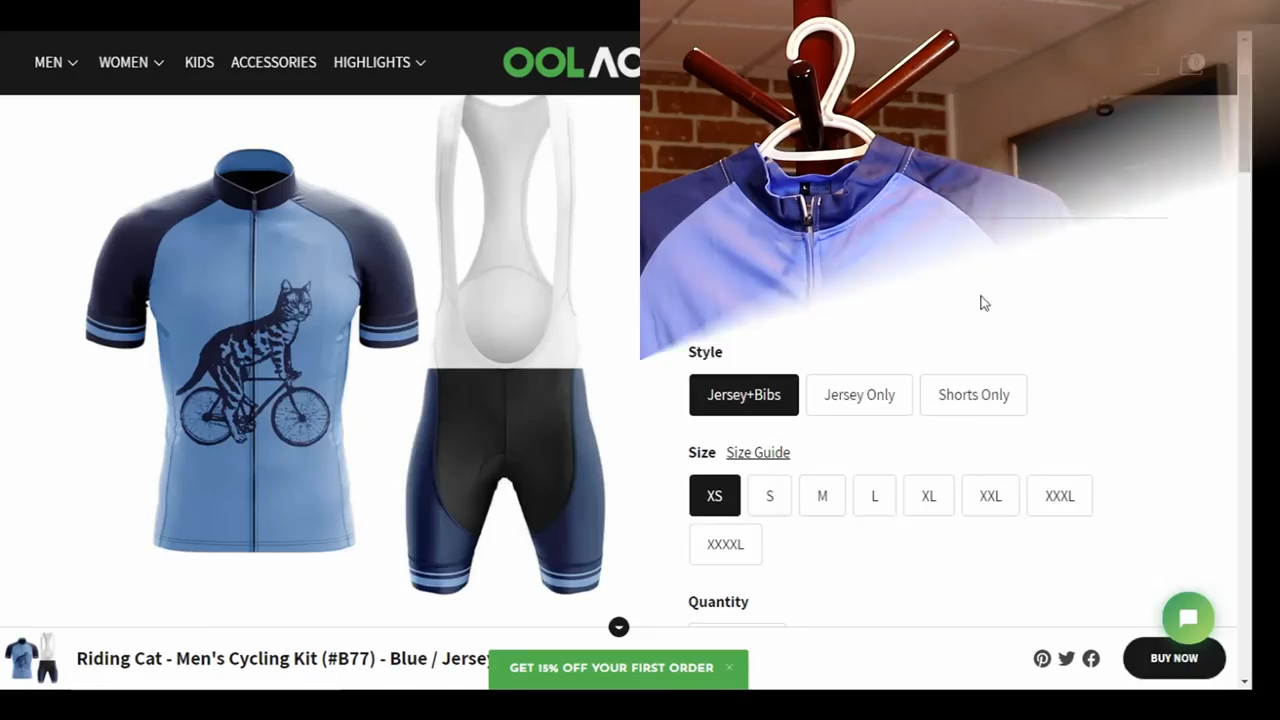 MEN WOMEN KIDS ACCESSORIES HIGHLIGHTS
OOLAC
Style
Jersey+Bibs Jersey Only Shorts Only
Size Size Guide
XS S M L XL XXL XXXL
XXXXL
Quantity
Riding Cat - Men's Cycling Kit (#B77) - Blue / Jersey
GET 15% OFF YOUR FIRST ORDER ×
BUY NOW